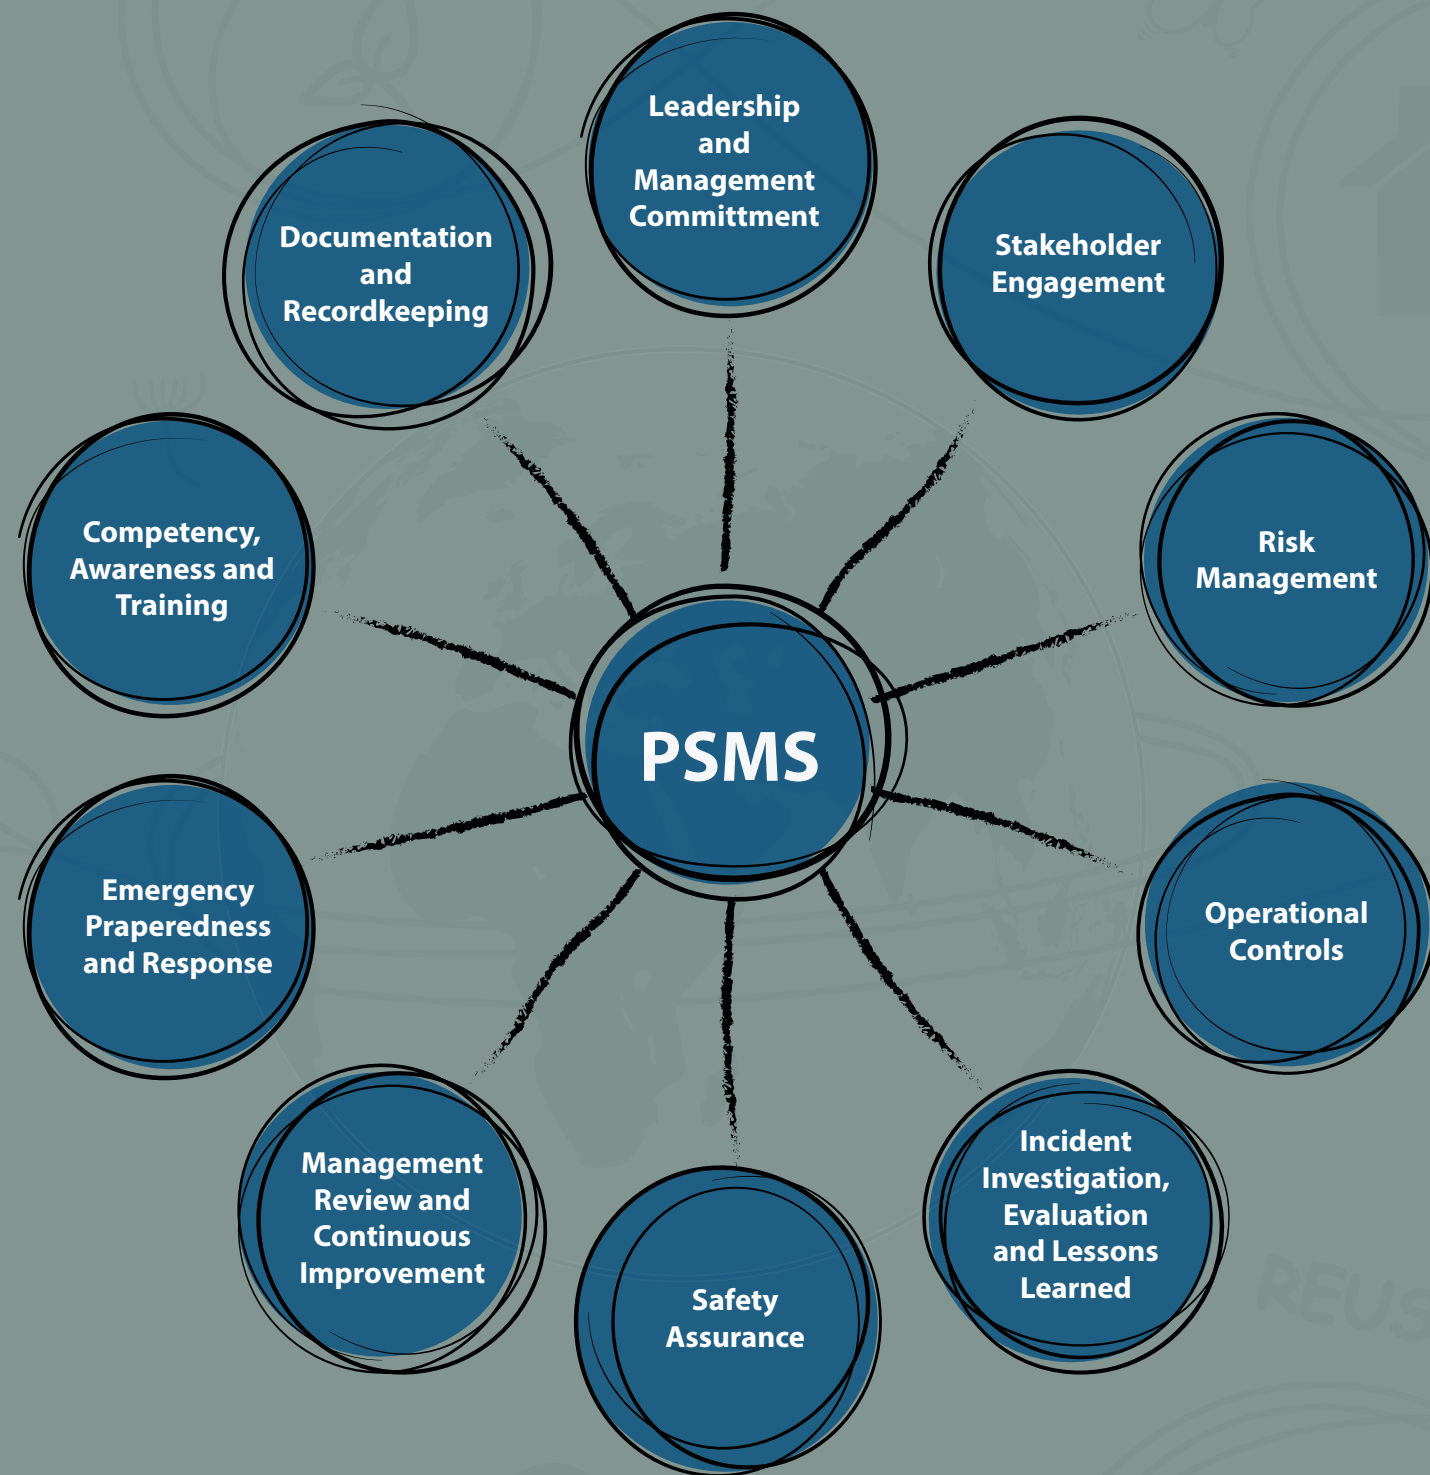 Leadership
and
Management
Committment
Stakeholder
Engagement
Risk
Management
Operational
Controls
Incident
Investigation,
Evaluation
and Lessons
Learned
Safety
Assurance
Management
Review and
Continuous
Improvement
Emergency
Praperedness
and Response
Competency,
Awareness and
Training
Documentation
and
Recordkeeping
PSMS
REUS